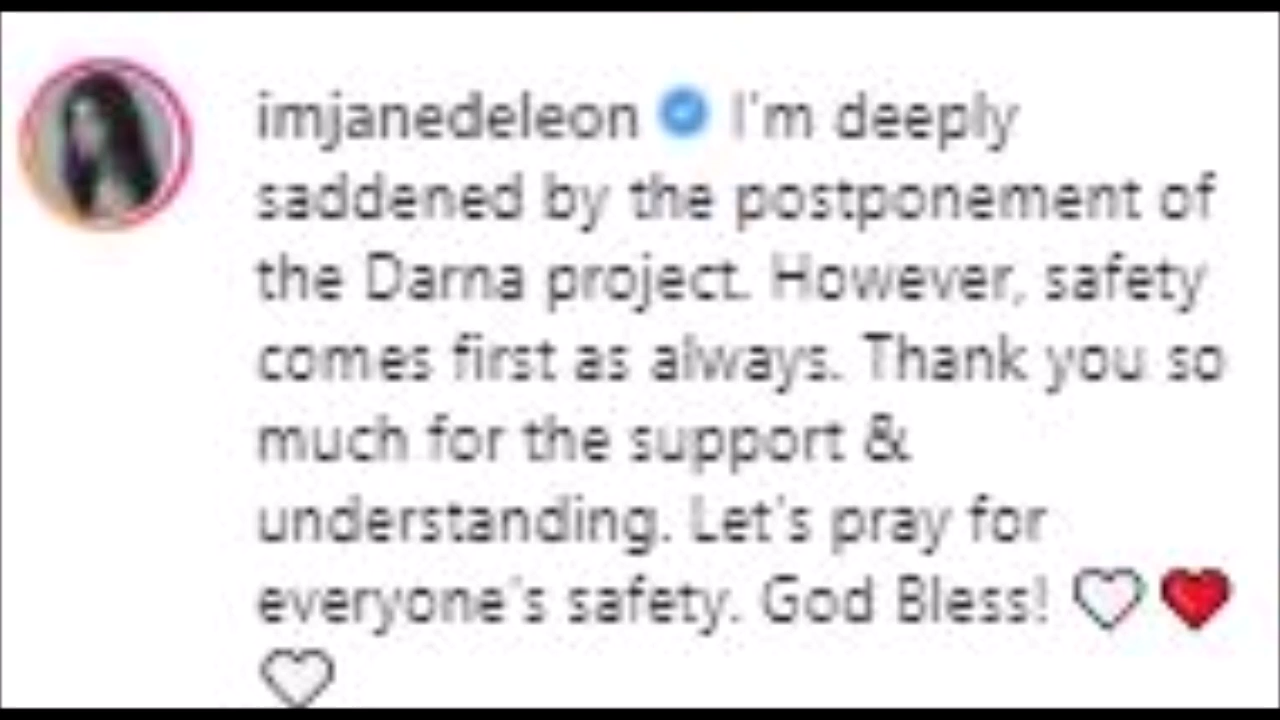 imjanedeleon I'm deeply
saddened by the postponement of
the Darna project. However, safety
comes first as always. Thank you so
much for the support &
understanding. Let's pray for
everyone's safety. God Bless! 🤍❤️
🤍